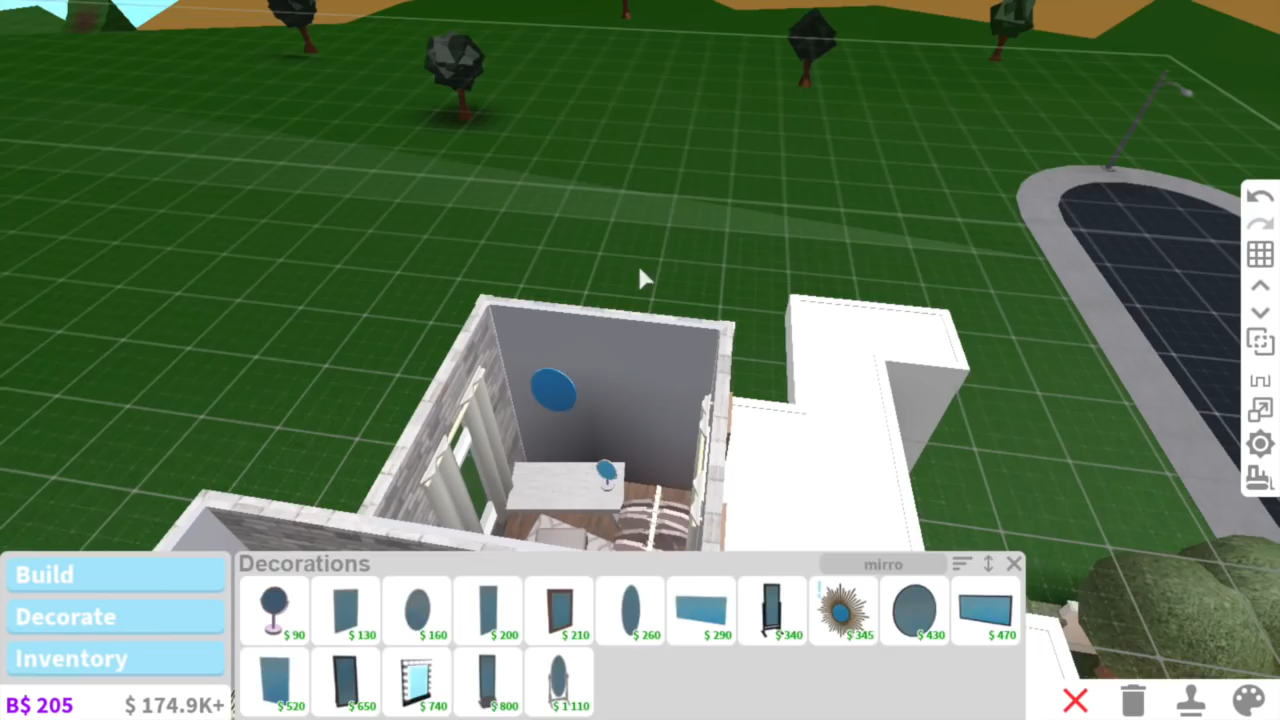 Decorations
mirro
$ 90
$ 130
$ 160
$ 200
$ 210
$ 260
$ 290
$ 340
$ 345
$ 430
$ 470
$ 520
$ 650
$ 740
$ 800
$ 1 110
Build
Decorate
Inventory
B$ 205
$ 174.9K+